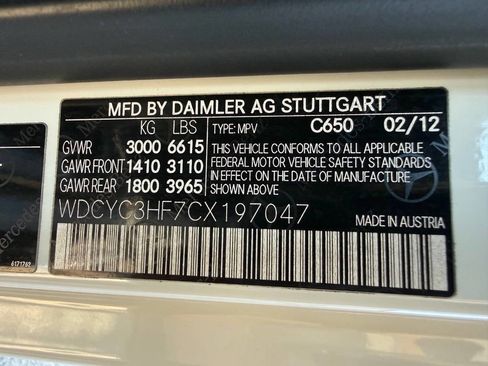 MFD BY DAIMLER AG STUTTGART
KG LBS
GVWR 3000 6615
GAWR FRONT 1410 3110
GAWR REAR 1800 3965
TYPE: MPV C650 02/12
THIS VEHICLE CONFORMS TO ALL APPLICABLE
FEDERAL MOTOR VEHICLE SAFETY STANDARDS
IN EFFECT ON THE DATE OF MANUFACTURE
SHOWN ABOVE.
WDCYC3HF7CX197047
MADE IN AUSTRIA
6171762